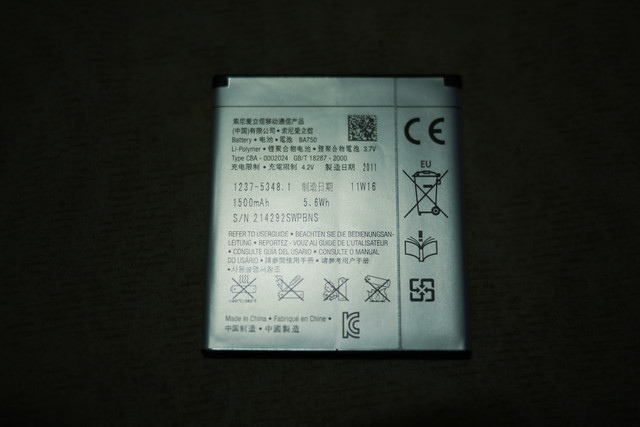 索尼爱立信移动通信产品
(中国)有限公司 • 索尼爱立信
Battery • 电池 • 電池 BA750
Li-Polymer • 锂聚合物电池 • 鋰聚合物電池 3.7V
Type CBA - 0002024 GB/T 18287 - 2000
充电限制 • 充電限制 4.2V 製造日期 2011
1237-5348.1 制造日期 11W16
1500mAh 5.6Wh
S/N 214292SWPBNS
REFER TO USERGUIDE • BEACHTEN SIE DIE BEDIENUNGSAN-
LEITUNG • REPORTEZ - VOUZ AU GUIDE DE L'UTILISATEUR
• CONSULTE GUÍA DEL USARIO • CONSULTA O MANUAL
DO USÁRIO • 請參閱使用手冊 • 请参阅使用手册
Made in China • Fabriqué en Chine •
中国制造 • 中國製造
CE
EU